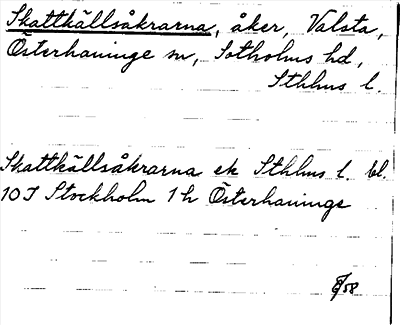 Skattkällsåkrarna, åker, Valsta,
Österhaninge sn, Sotholms hd,
Sthlms l.
Skattkällsåkrarna ek Sthlms l. bl.
10 J Stockholm 1 h Österhaninge